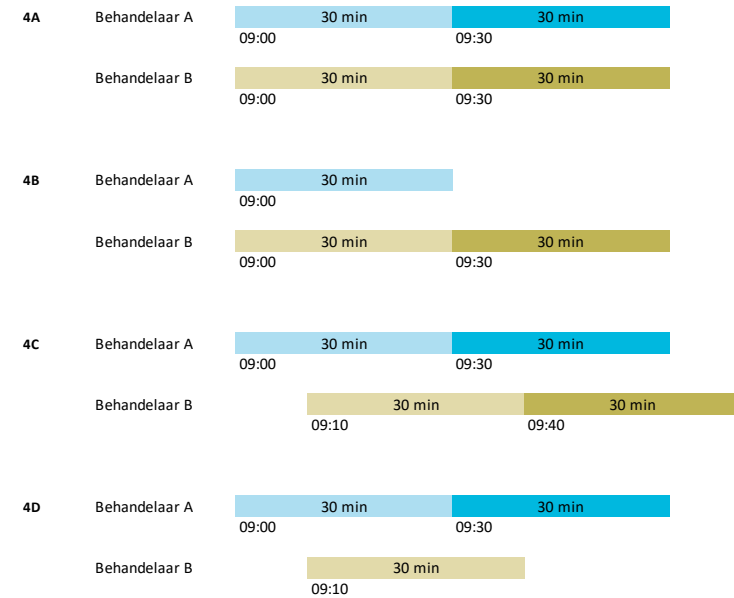 4A Behandelaar A 30 min 30 min
09:00 09:30
Behandelaar B 30 min 30 min
09:00 09:30
4B Behandelaar A 30 min
09:00
Behandelaar B 30 min 30 min
09:00 09:30
4C Behandelaar A 30 min 30 min
09:00 09:30
Behandelaar B 30 min 30 min
09:10 09:40
4D Behandelaar A 30 min 30 min
09:00 09:30
Behandelaar B 30 min
09:10